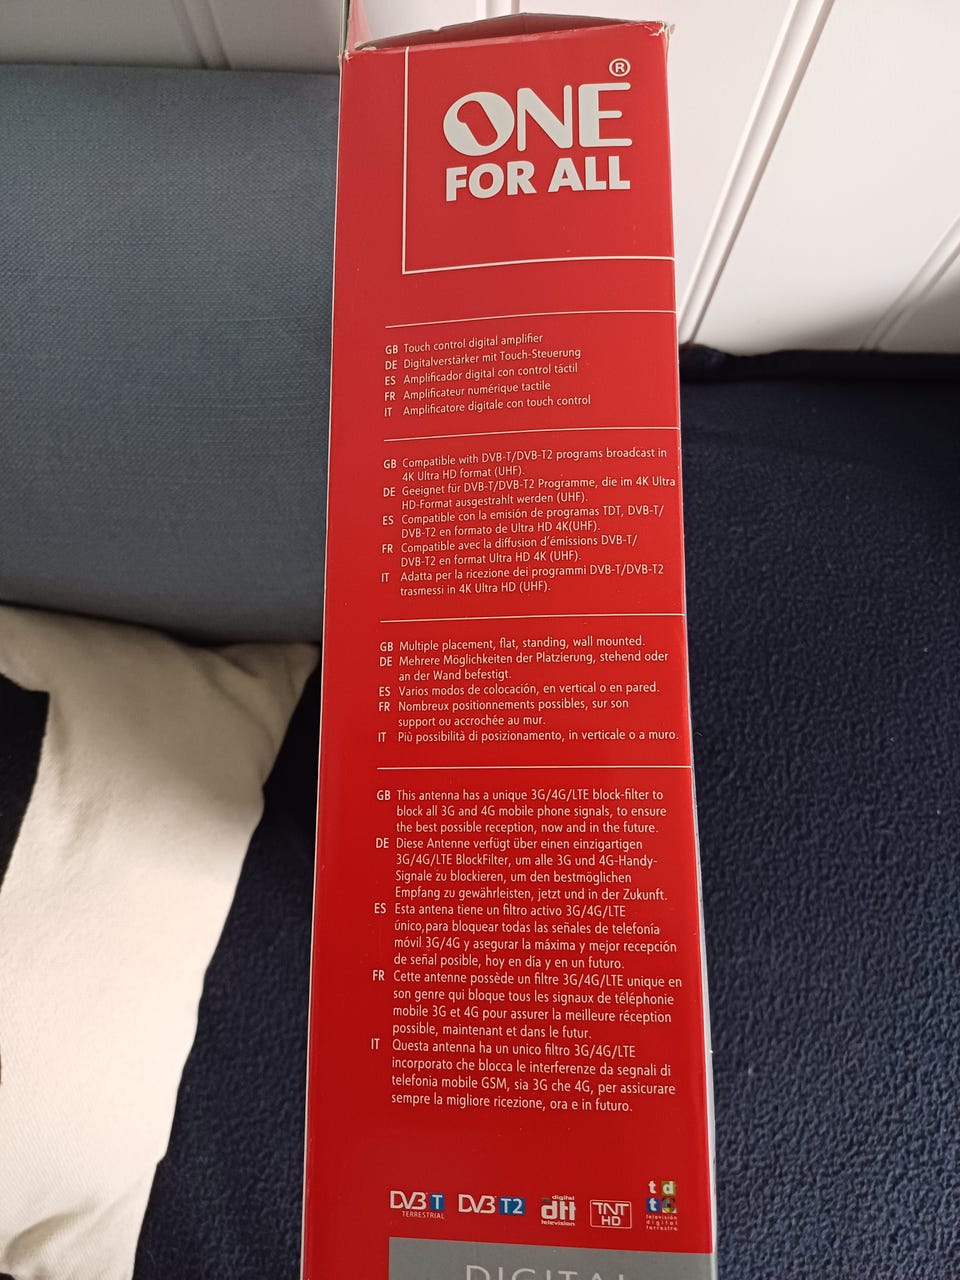 ONE®
FOR ALL
GB Touch control digital amplifier
DE Digitalverstärker mit Touch-Steuerung
ES Amplificador digital con control táctil
FR Amplificateur numérique tactile
IT Amplificatore digitale con touch control
GB Compatible with DVB-T/DVB-T2 programs broadcast in
4K Ultra HD format (UHF).
DE Geeignet für DVB-T/DVB-T2 Programme, die im 4K Ultra
HD-Format ausgestrahlt werden (UHF).
ES Compatible con la emisión de programas TDT, DVB-T/
DVB-T2 en formato de Ultra HD 4K(UHF).
FR Compatible avec la diffusion d'émissions DVB-T/
DVB-T2 en format Ultra HD 4K (UHF).
IT Adatta per la ricezione dei programmi DVB-T/DVB-T2
trasmessi in 4K Ultra HD (UHF).
GB Multiple placement, flat, standing, wall mounted.
DE Mehrere Möglichkeiten der Platzierung, stehend oder
an der Wand befestigt.
ES Varios modos de colocación, en vertical o en pared.
FR Nombreux positionnements possibles, sur son
support ou accrochée au mur.
IT Più possibilità di posizionamento, in verticale o a muro.
GB This antenna has a unique 3G/4G/LTE block-filter to
block all 3G and 4G mobile phone signals, to ensure
the best possible reception, now and in the future.
DE Diese Antenne verfügt über einen einzigartigen
3G/4G/LTE BlockFilter, um alle 3G und 4G-Handy-
Signale zu blockieren, um den bestmöglichen
Empfang zu gewährleisten, jetzt und in der Zukunft.
ES Esta antena tiene un filtro activo 3G/4G/LTE
único,para bloquear todas las señales de telefonía
móvil 3G/4G y asegurar la máxima y mejor recepción
de señal posible, hoy en día y en un futuro.
FR Cette antenne possède un filtre 3G/4G/LTE unique en
son genre qui bloque tous les signaux de téléphonie
mobile 3G et 4G pour assurer la meilleure réception
possible, maintenant et dans le futur.
IT Questa antenna ha un unico filtro 3G/4G/LTE
incorporato che blocca le interferenze da segnali di
telefonia mobile GSM, sia 3G che 4G, per assicurare
sempre la migliore ricezione, ora e in futuro.
DVB T
TERRESTRIAL
DVB T2
digital
dtt
television
TNT
HD
td
tc
televisión
digital
terrestre
DIGITAL